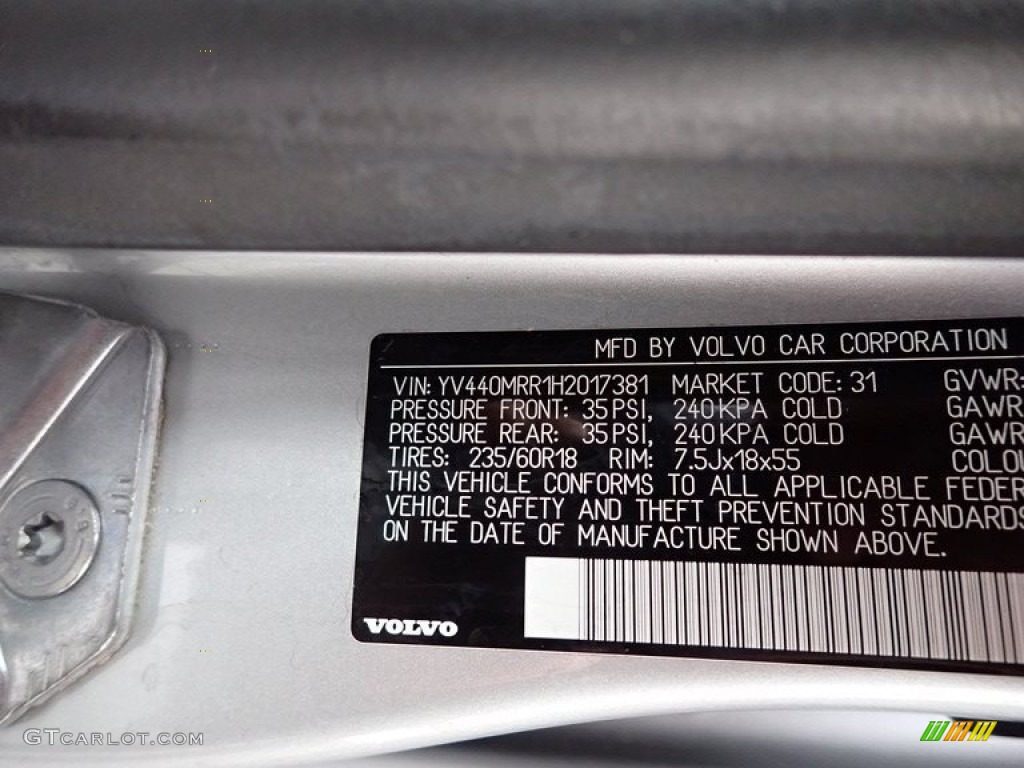 MFD BY VOLVO CAR CORPORATION
VIN: YV440MRR1H2017381 MARKET CODE: 31 GVWR:
PRESSURE FRONT: 35 PSI, 240 KPA COLD GAWR
PRESSURE REAR: 35 PSI, 240 KPA COLD GAWR
TIRES: 235/60R18 RIM: 7.5Jx18x55 COLOU
THIS VEHICLE CONFORMS TO ALL APPLICABLE FEDER
VEHICLE SAFETY AND THEFT PREVENTION STANDARDS
ON THE DATE OF MANUFACTURE SHOWN ABOVE.
VOLVO
GTCARLOT.COM